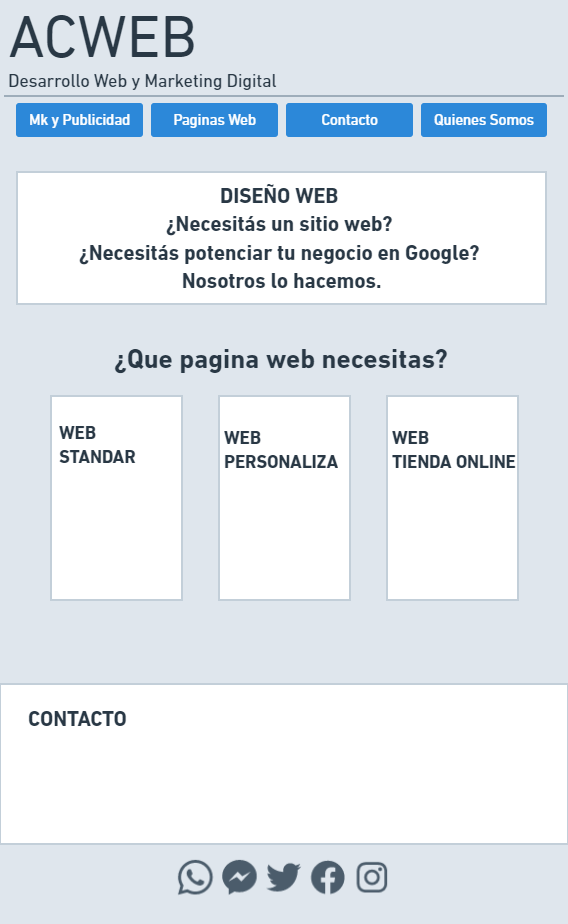 ACWEB
Desarrollo Web y Marketing Digital
Mk y Publicidad
Paginas Web
Contacto
Quienes Somos
DISEÑO WEB
¿Necesitás un sitio web?
¿Necesitás potenciar tu negocio en Google?
Nosotros lo hacemos.
¿Que pagina web necesitas?
WEB
STANDAR
WEB
PERSONALIZA
WEB
TIENDA ONLINE
CONTACTO